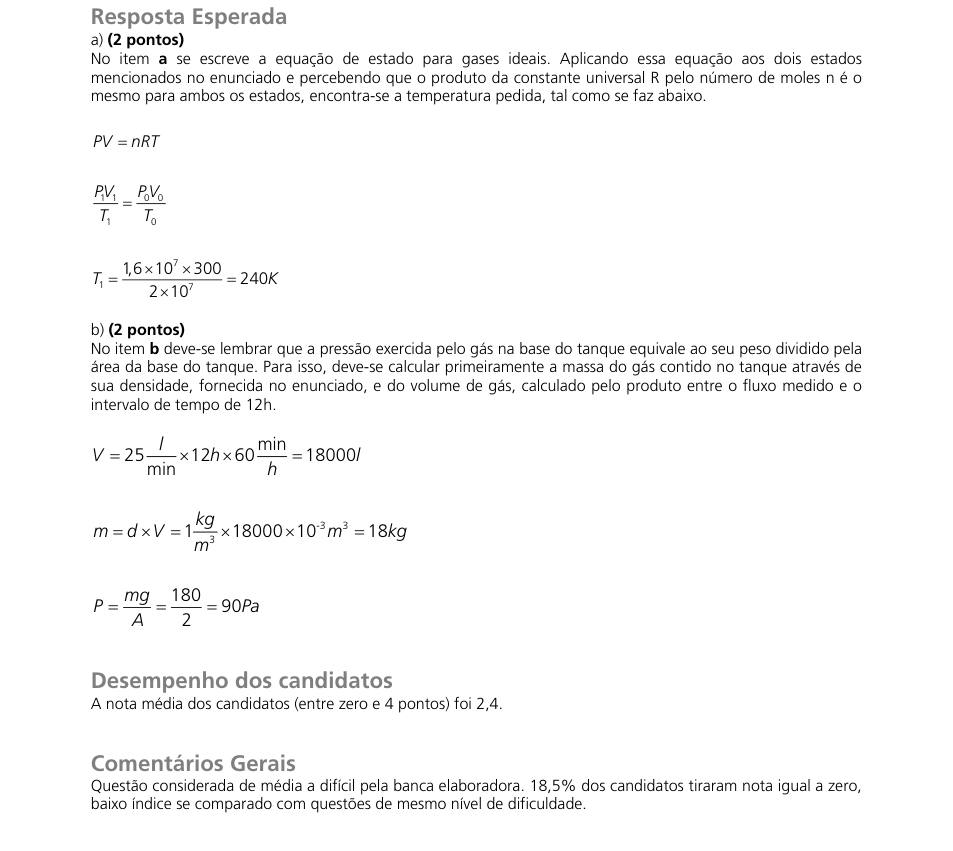 Resposta Esperada
a) (2 pontos)
No item a se escreve a equação de estado para gases ideais. Aplicando essa equação aos dois estados
mencionados no enunciado e percebendo que o produto da constante universal R pelo número de moles n é o
mesmo para ambos os estados, encontra-se a temperatura pedida, tal como se faz abaixo.
PV = nRT
P₁V₁/T₁ = P₀V₀/T₀
T₁ = 1,6×10⁷×300/2×10⁷ = 240K
b) (2 pontos)
No item b deve-se lembrar que a pressão exercida pelo gás na base do tanque equivale ao seu peso dividido pela
área da base do tanque. Para isso, deve-se calcular primeiramente a massa do gás contido no tanque através de
sua densidade, fornecida no enunciado, e do volume de gás, calculado pelo produto entre o fluxo medido e o
intervalo de tempo de 12h.
V = 25 l/min × 12h × 60 min/h = 18000l
m = d × V = 1 kg/m³ × 18000 × 10⁻³ m³ = 18kg
P = mg/A = 180/2 = 90Pa
Desempenho dos candidatos
A nota média dos candidatos (entre zero e 4 pontos) foi 2,4.
Comentários Gerais
Questão considerada de média a difícil pela banca elaboradora. 18,5% dos candidatos tiraram nota igual a zero,
baixo índice se comparado com questões de mesmo nível de dificuldade.